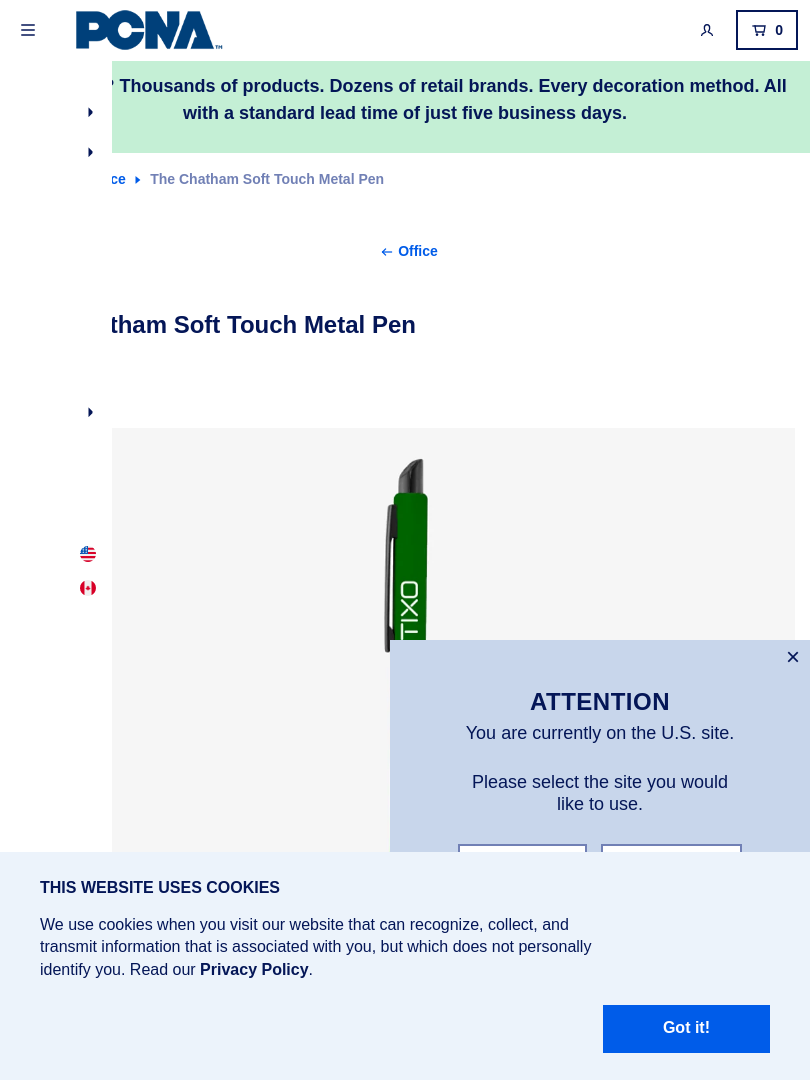 PCNA
0
? Thousands of products. Dozens of retail brands. Every decoration method. All
with a standard lead time of just five business days.
The Chatham Soft Touch Metal Pen
Office
Soft Touch Metal Pen
TIXO
ATTENTION
You are currently on the U.S. site.
Please select the site you would
like to use.
THIS WEBSITE USES COOKIES
We use cookies when you visit our website that can recognize, collect, and
transmit information that is associated with you, but which does not personally
identify you. Read our Privacy Policy.
Got it!